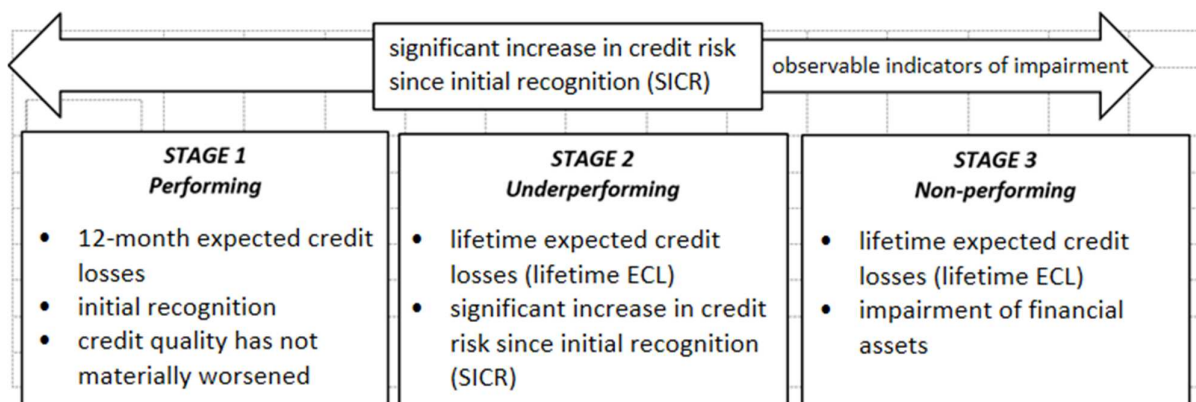 significant increase in credit risk
since initial recognition (SICR)
observable indicators of impairment
STAGE 1
Performing
• 12-month expected credit
losses
• initial recognition
• credit quality has not
materially worsened
STAGE 2
Underperforming
• lifetime expected credit
losses (lifetime ECL)
• significant increase in credit
risk since initial recognition
(SICR)
STAGE 3
Non-performing
• lifetime expected credit
losses (lifetime ECL)
• impairment of financial
assets